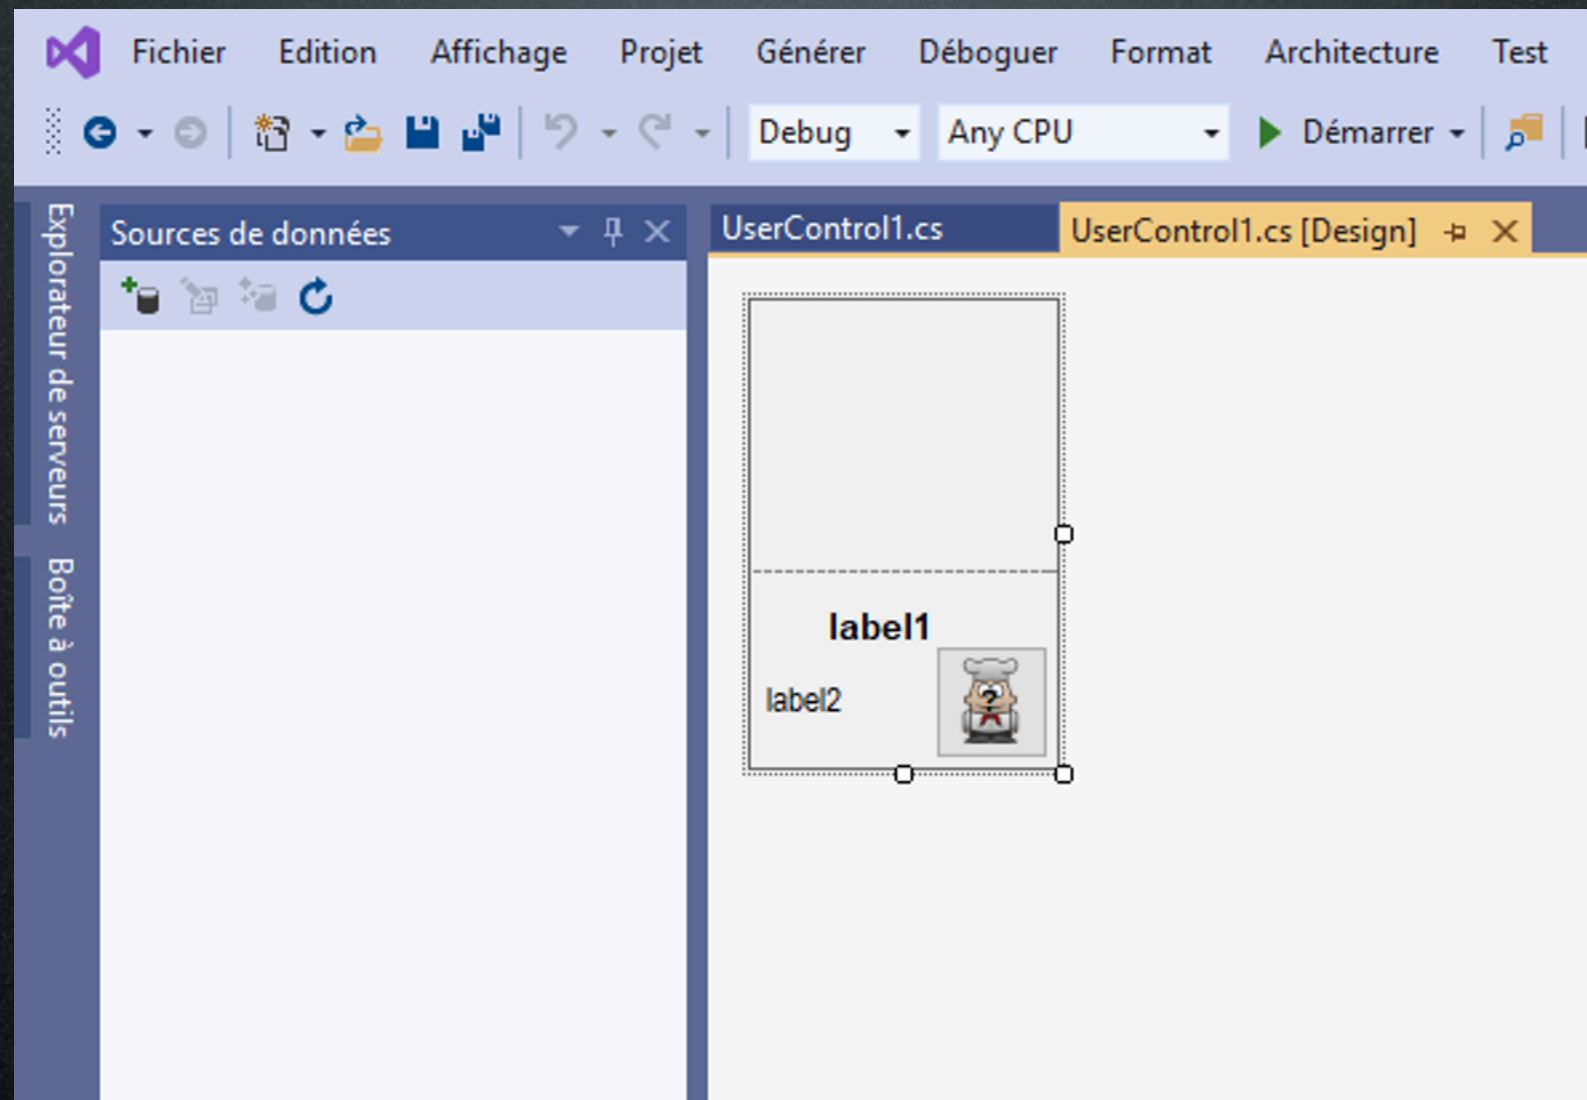 Fichier Edition Affichage Projet Générer Déboguer Format Architecture Test
Debug Any CPU Démarrer
Explorateur de serveurs
Boîte à outils
Sources de données
UserControl1.cs UserControl1.cs [Design]
label1
label2
?